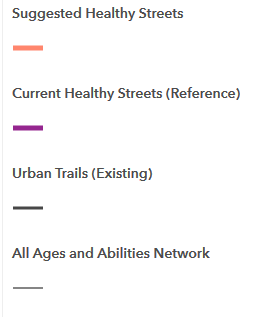 Suggested Healthy Streets
Current Healthy Streets (Reference)
Urban Trails (Existing)
All Ages and Abilities Network